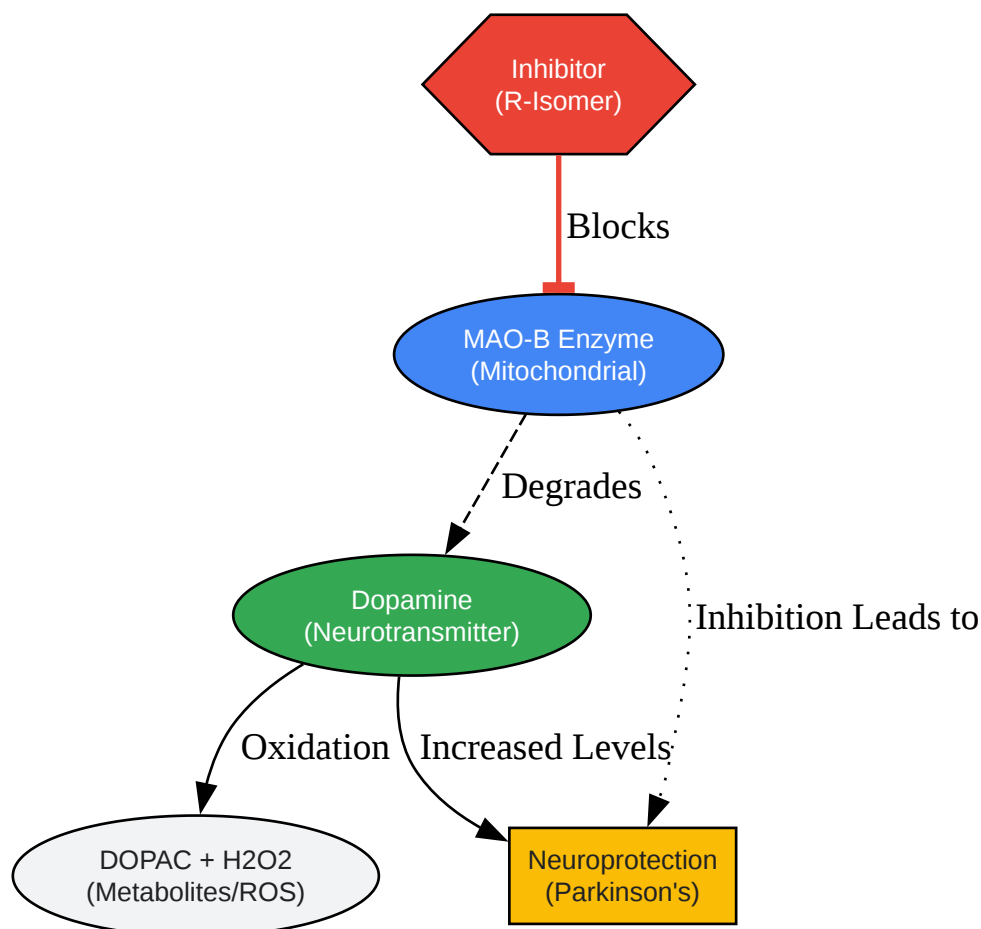 Inhibitor
(R-Isomer)
Blocks
MAO-B Enzyme
(Mitochondrial)
Degrades
Dopamine
(Neurotransmitter)
Inhibition Leads to
Oxidation
Increased Levels
DOPAC + H2O2
(Metabolites/ROS)
Neuroprotection
(Parkinson's)